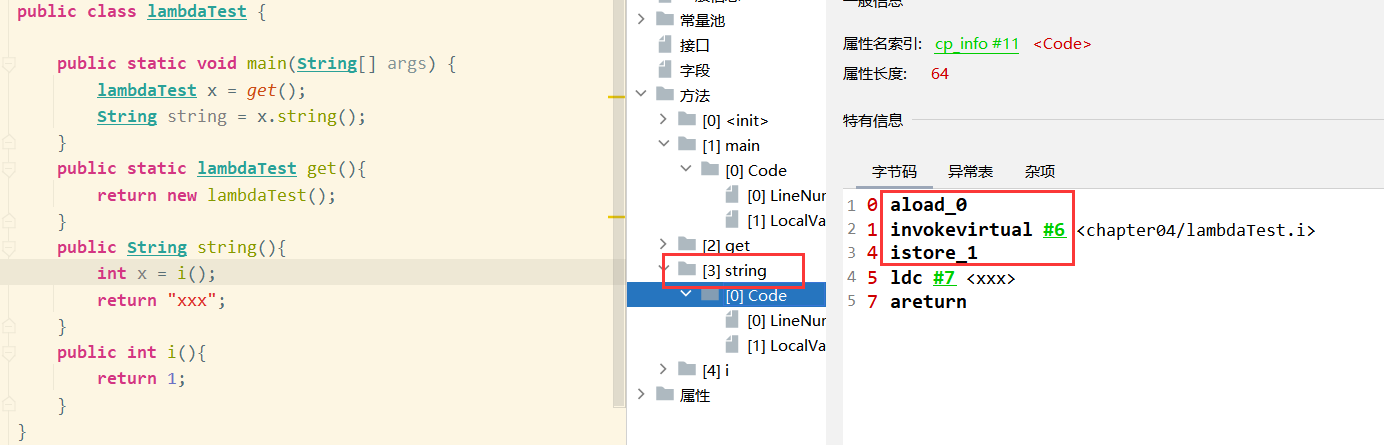 public class lambdaTest {
public static void main(String[] args) {
lambdaTest x = get();
String string = x.string();
}
public static lambdaTest get(){
return new lambdaTest();
}
public String string(){
int x = i();
return "xxx";
}
public int i(){
return 1;
}
}
常量池
接口
字段
方法
[0] <init>
[1] main
[0] Code
[0] LineNur
[1] LocalVa
[2] get
[3] string
[0] Code
[0] LineNur
[1] LocalVa
[4] i
属性
一般信息
属性名索引: cp_info #11 <Code>
属性长度: 64
特有信息
字节码 异常表 杂项
1 0 aload_0
2 1 invokevirtual #6 <chapter04/lambdaTest.i>
3 4 istore_1
4 5 ldc #7 <xxx>
5 7 areturn